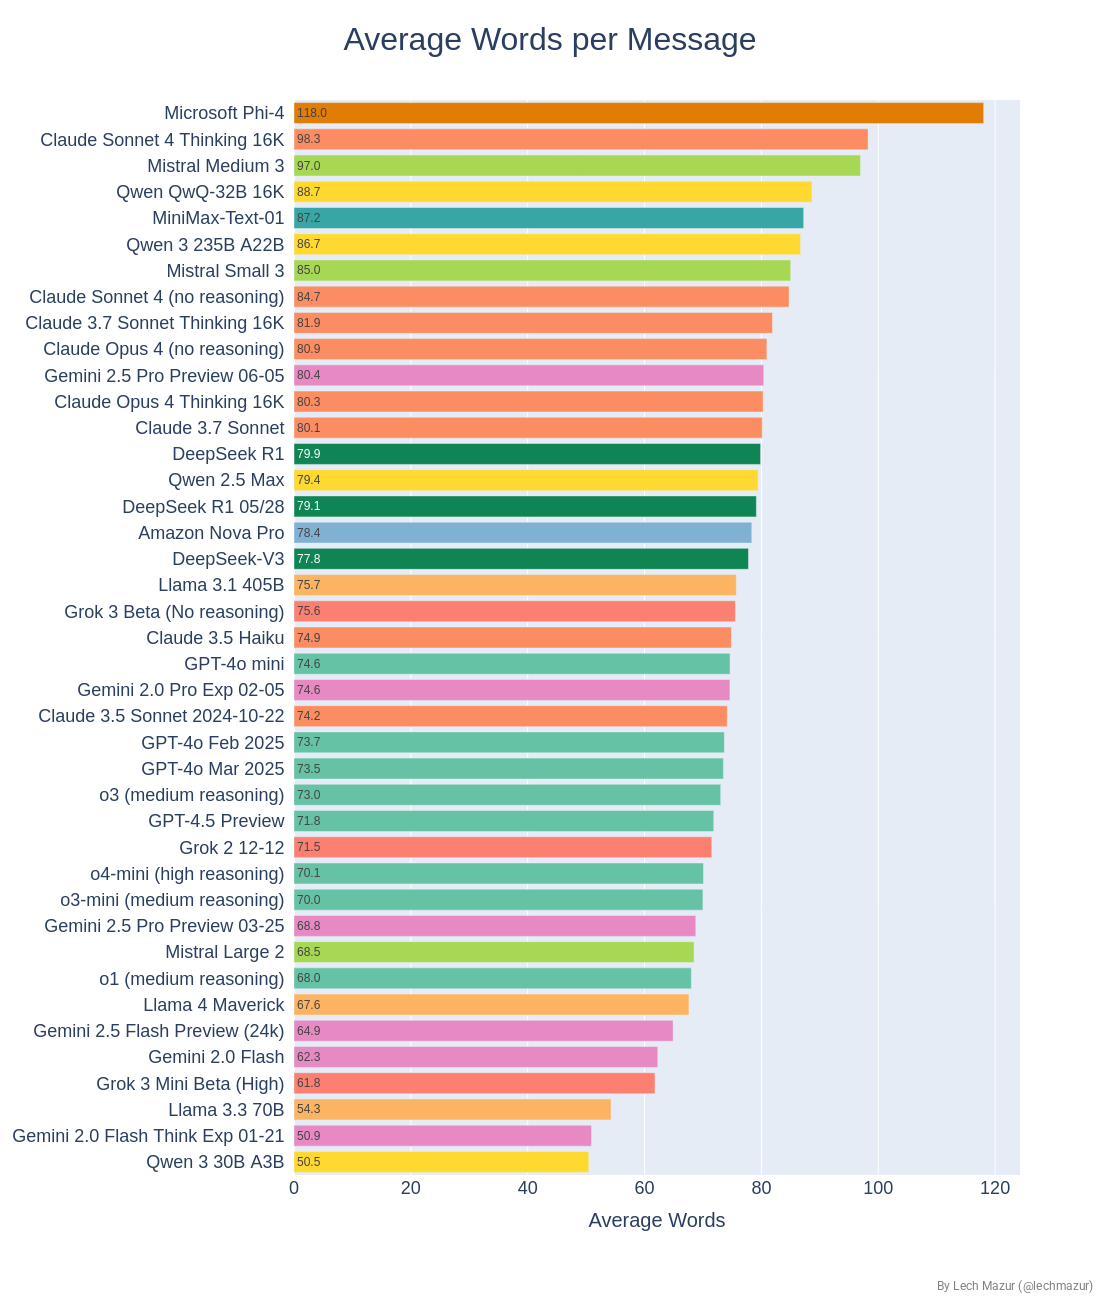 Average Words per Message
Microsoft Phi-4 118.0
Claude Sonnet 4 Thinking 16K 98.3
Mistral Medium 3 97.0
Qwen QwQ-32B 16K 88.7
MiniMax-Text-01 87.2
Qwen 3 235B A22B 86.7
Mistral Small 3 85.0
Claude Sonnet 4 (no reasoning) 84.7
Claude 3.7 Sonnet Thinking 16K 81.9
Claude Opus 4 (no reasoning) 80.9
Gemini 2.5 Pro Preview 06-05 80.4
Claude Opus 4 Thinking 16K 80.3
Claude 3.7 Sonnet 80.1
DeepSeek R1 79.9
Qwen 2.5 Max 79.4
DeepSeek R1 05/28 79.1
Amazon Nova Pro 78.4
DeepSeek-V3 77.8
Llama 3.1 405B 75.7
Grok 3 Beta (No reasoning) 75.6
Claude 3.5 Haiku 74.9
GPT-4o mini 74.6
Gemini 2.0 Pro Exp 02-05 74.6
Claude 3.5 Sonnet 2024-10-22 74.2
GPT-4o Feb 2025 73.7
GPT-4o Mar 2025 73.5
o3 (medium reasoning) 73.0
GPT-4.5 Preview 71.8
Grok 2 12-12 71.5
o4-mini (high reasoning) 70.1
o3-mini (medium reasoning) 70.0
Gemini 2.5 Pro Preview 03-25 68.8
Mistral Large 2 68.5
o1 (medium reasoning) 68.0
Llama 4 Maverick 67.6
Gemini 2.5 Flash Preview (24k) 64.9
Gemini 2.0 Flash 62.3
Grok 3 Mini Beta (High) 61.8
Llama 3.3 70B 54.3
Gemini 2.0 Flash Think Exp 01-21 50.9
Qwen 3 30B A3B 50.5
0 20 40 60 80 100 120
Average Words
By Lech Mazur (@lechmazur)